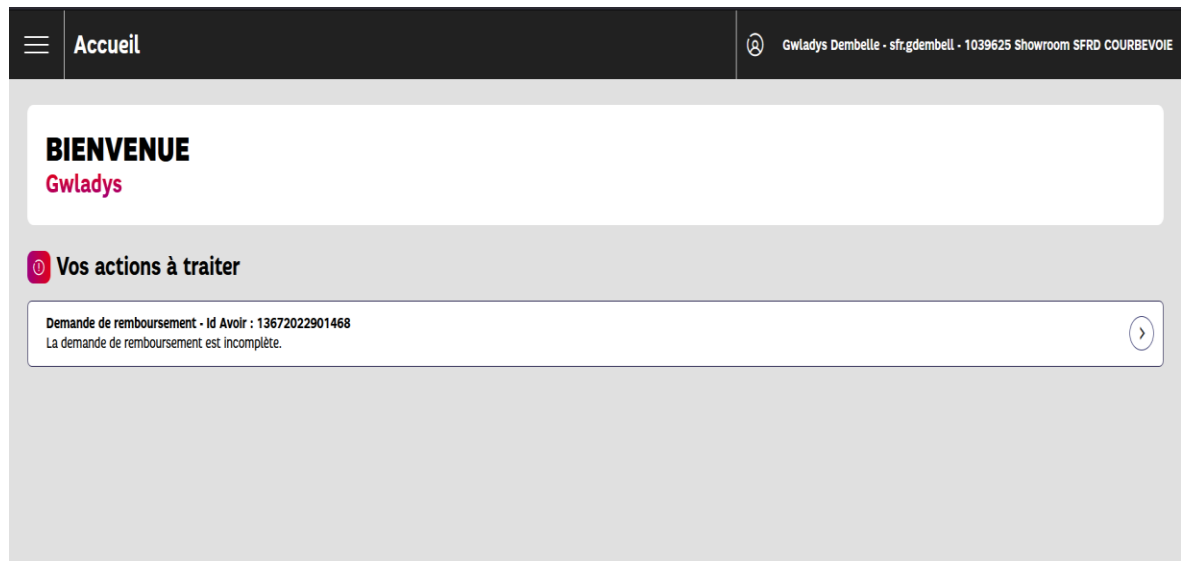 Accueil
Gwladys Dembelle - sfr.gdembell - 1039625 Showroom SFRD COURBEVOIE
BIENVENUE
Gwladys
Vos actions à traiter
Demande de remboursement - Id Avoir : 13672022901468
La demande de remboursement est incomplète.